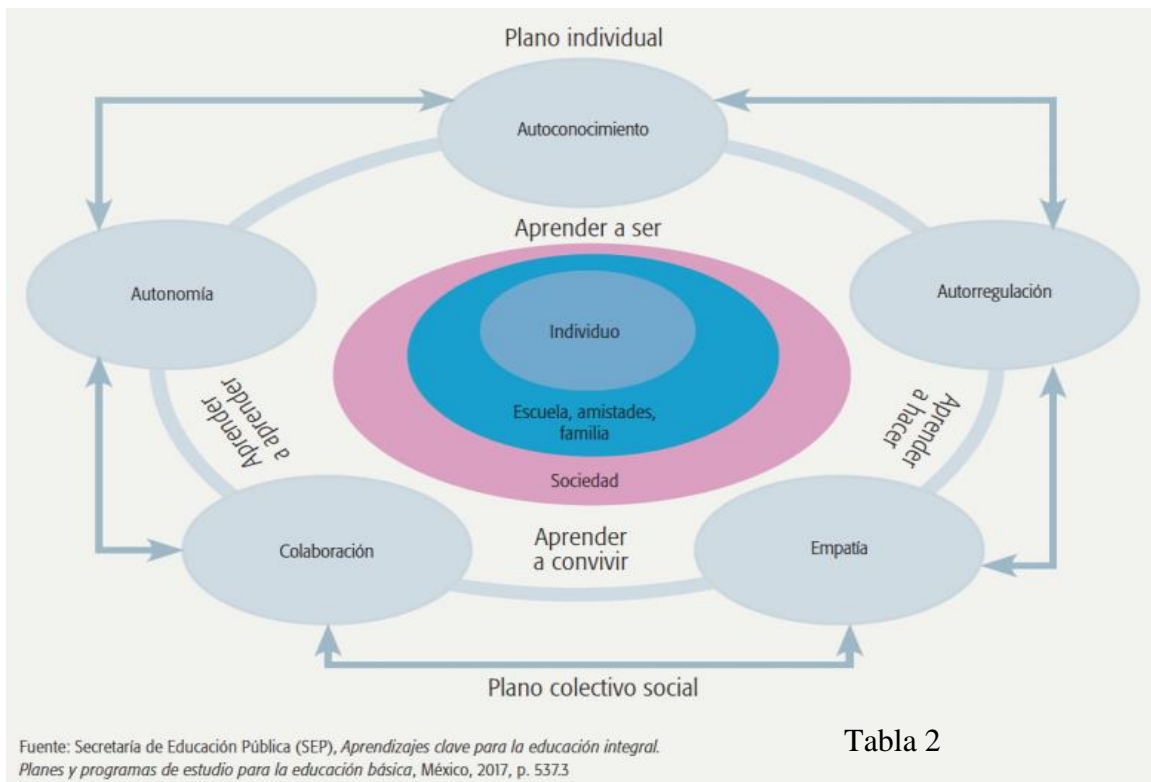 Plano individual
Autoconocimiento
Aprender a ser
Autonomía
Autorregulación
Individuo
Aprender
a aprender
Aprender
a hacer
Escuela, amistades,
familia
Sociedad
Colaboración
Aprender
a convivir
Empatía
Plano colectivo social
Fuente: Secretaría de Educación Pública (SEP), Aprendizajes clave para la educación integral.
Planes y programas de estudio para la educación básica, México, 2017, p. 537.3
Tabla 2